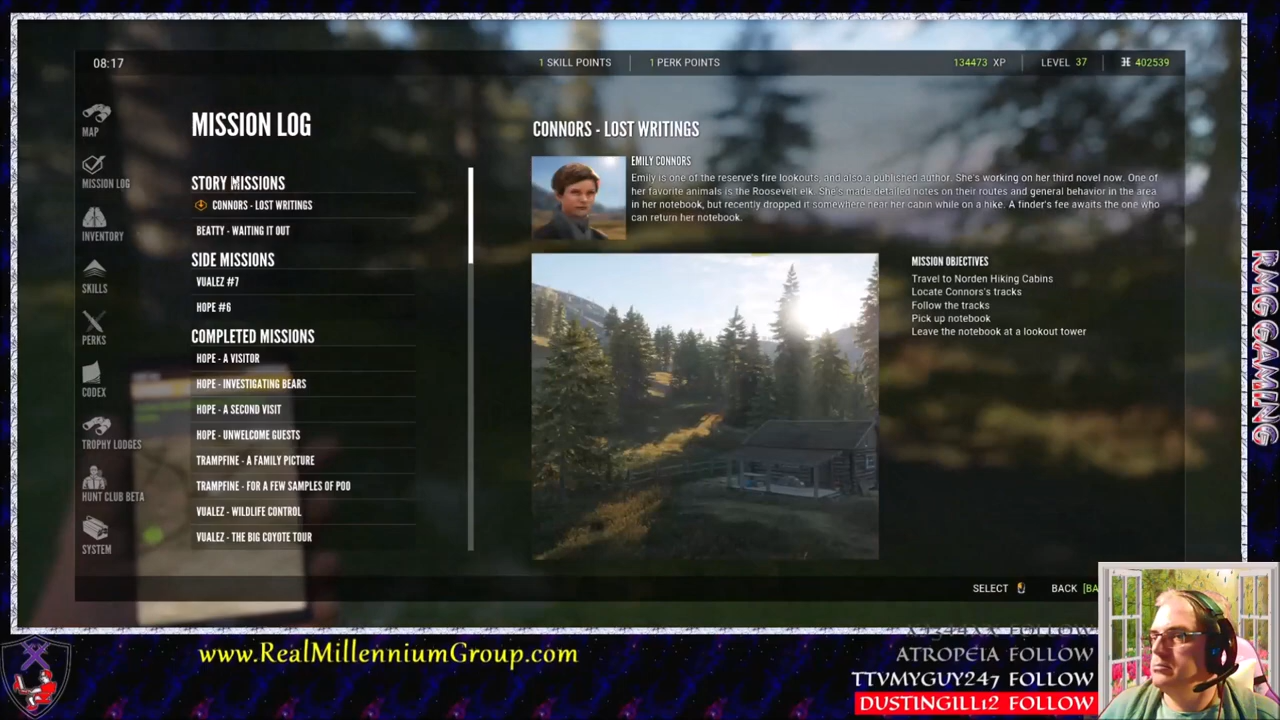 08:17
1 SKILL POINTS
1 PERK POINTS
134473 XP
LEVEL 37
402539
MAP
MISSION LOG
INVENTORY
SKILLS
PERKS
CODEX
TROPHY LODGES
HUNT CLUB BETA
SYSTEM
MISSION LOG
STORY MISSIONS
CONNORS - LOST WRITINGS
BEATTY - WAITING IT OUT
SIDE MISSIONS
VUALEZ #7
HOPE #6
COMPLETED MISSIONS
HOPE - A VISITOR
HOPE - INVESTIGATING BEARS
HOPE - A SECOND VISIT
HOPE - UNWELCOME GUESTS
TRAMPFINE - A FAMILY PICTURE
TRAMPFINE - FOR A FEW SAMPLES OF POO
VUALEZ - WILDLIFE CONTROL
VUALEZ - THE BIG COYOTE TOUR
CONNORS - LOST WRITINGS
EMILY CONNORS
Emily is one of the reserve's fire lookouts, and also a published author. She's working on her third novel now. One of
her favorite animals is the Roosevelt elk. She's made detailed notes on their routes and general behavior in the area
in her notebook, but recently dropped it somewhere near her cabin while on a hike. A finder's fee awaits the one who
can return her notebook.
MISSION OBJECTIVES
Travel to Norden Hiking Cabins
Locate Connors's tracks
Follow the tracks
Pick up notebook
Leave the notebook at a lookout tower
SELECT
BACK [BA
RMG GAMING
www.RealMillenniumGroup.com
FOLLOW
ATROPEIA FOLLOW
TTVMYGUY247 FOLLOW
DUSTINGILL12 FOLLOW